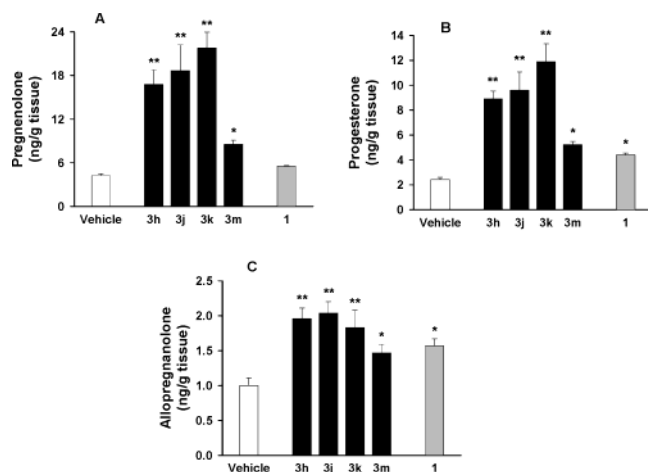 A
Pregnenolone
(ng/g tissue)
24
18
12
6
0
** ** ** *
Vehicle 3h 3j 3k 3m 1
B
Progesterone
(ng/g tissue)
14
12
10
8
6
4
2
0
** ** ** * *
Vehicle 3h 3j 3k 3m 1
C
Allopregnanolone
(ng/g tissue)
2.5
2.0
1.5
1.0
0.5
0.0
** ** ** * *
Vehicle 3h 3j 3k 3m 1